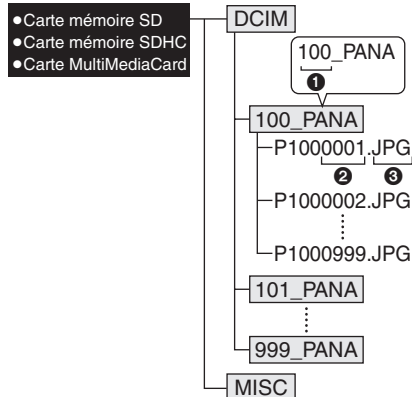 ●Carte mémoire SD
●Carte mémoire SDHC
●Carte MultiMediaCard
DCIM
100_PANA
❶
100_PANA
P1000001.JPG
❷ ❸
P1000002.JPG
P1000999.JPG
101_PANA
999_PANA
MISC